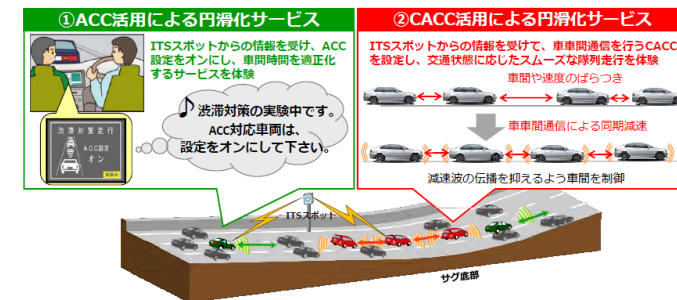 ①ACC活用による円滑化サービス
ITSスポットからの情報を受け、ACC
設定をオンにし、車間時間を適正化
するサービスを体験
渋滞対策の実験中です。
ACC対応車両は、
設定をオンにして下さい。
渋滞対策走行
ACC設定
オン
②CACC活用による円滑化サービス
ITSスポットからの情報を受けて、車車間通信を行うCACC
を設定し、交通状態に応じたスムーズな隊列走行を体験
車間や速度のばらつき
車車間通信による同期減速
減速波の伝播を抑えるよう車間を制御
ITSスポット
サグ底部